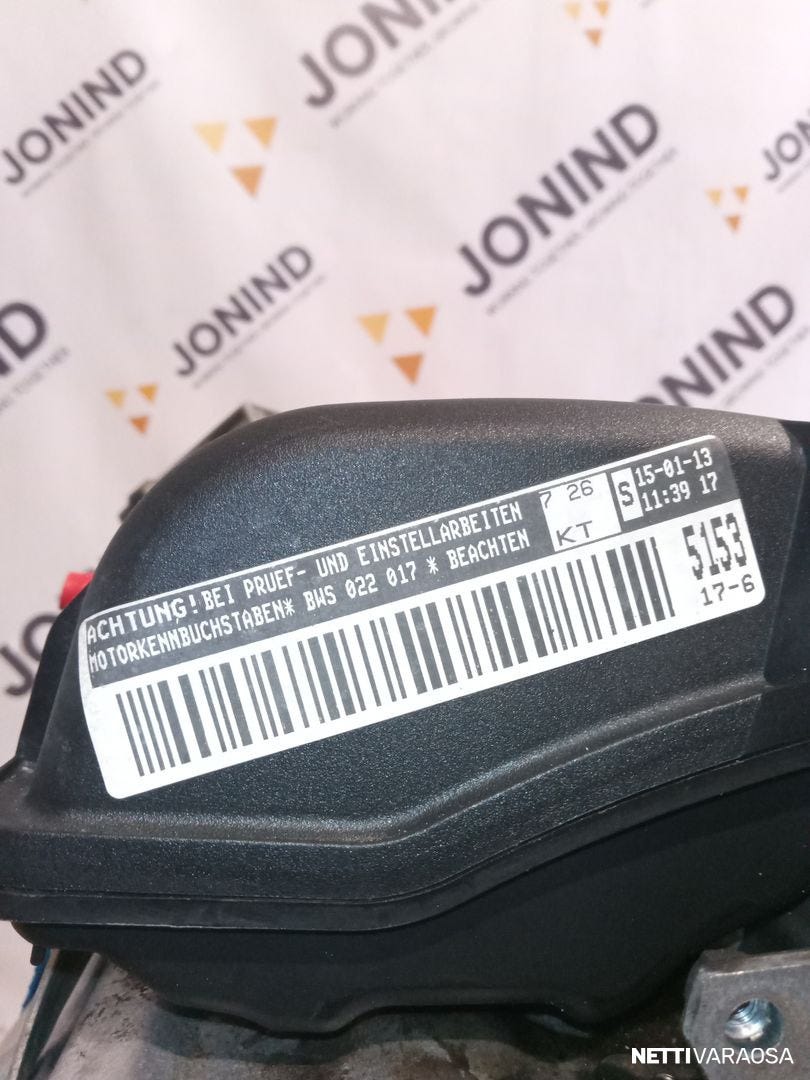 JONIND
JONIND
JONIND
JONIND
JONIND
JONIND
ACHTUNG! BEI PRUEF- UND EINSTELLARBEITEN
MOTORKENNBUCHSTABEN* BWS 022 017 * BEACHTEN
7 26
KT
S
15-01-13
11:39 17
5153
17-6
NETTIVARAOSA